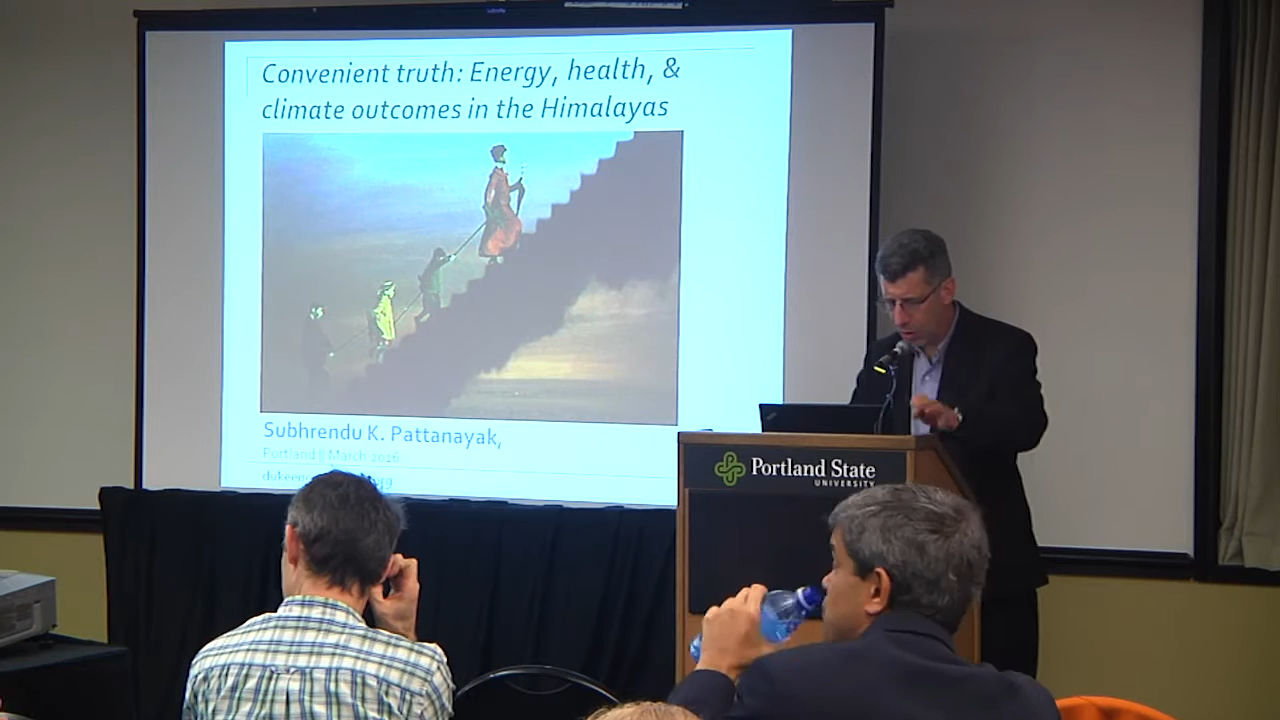 Convenient truth: Energy, health, &
climate outcomes in the Himalayas
Subhrendu K. Pattanayak,
Portland || March 2016
Portland State
UNIVERSITY